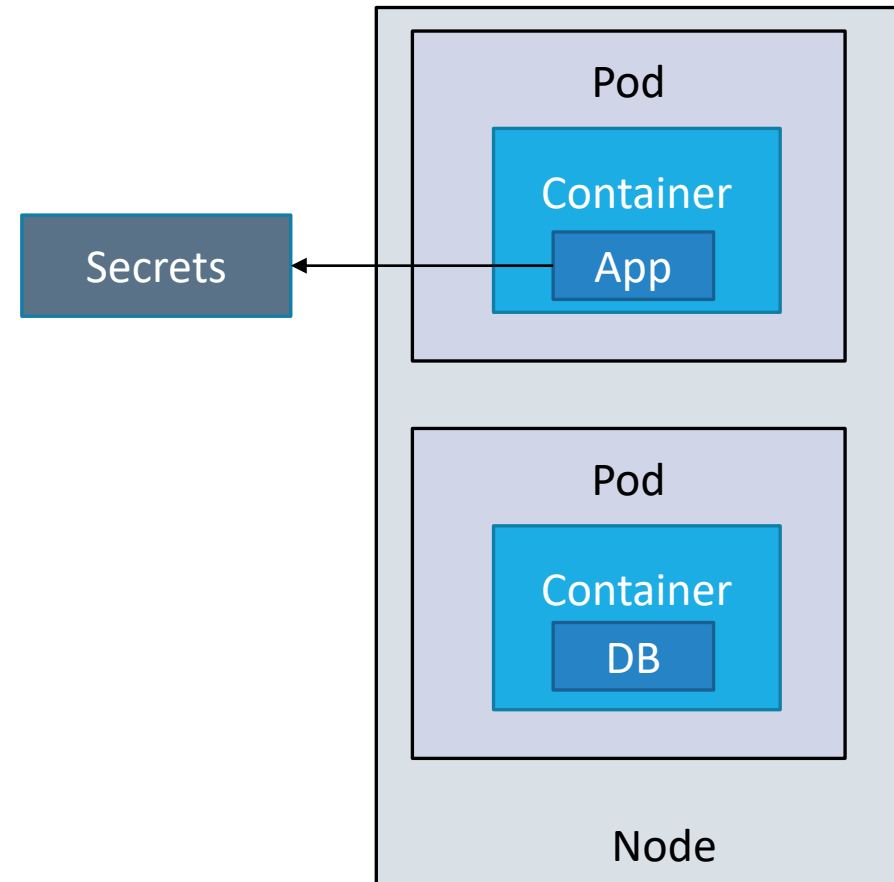 Pod
Container
App
Secrets
Pod
Container
DB
Node